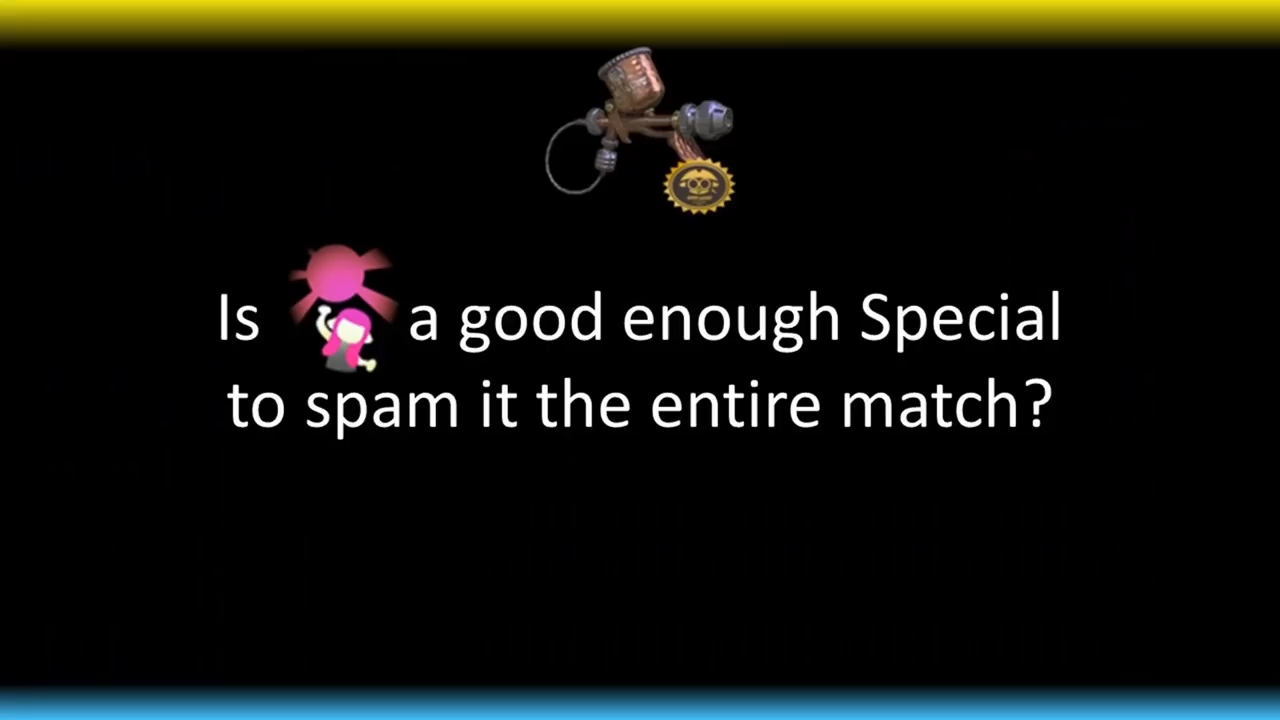 Is a good enough Special
to spam it the entire match?